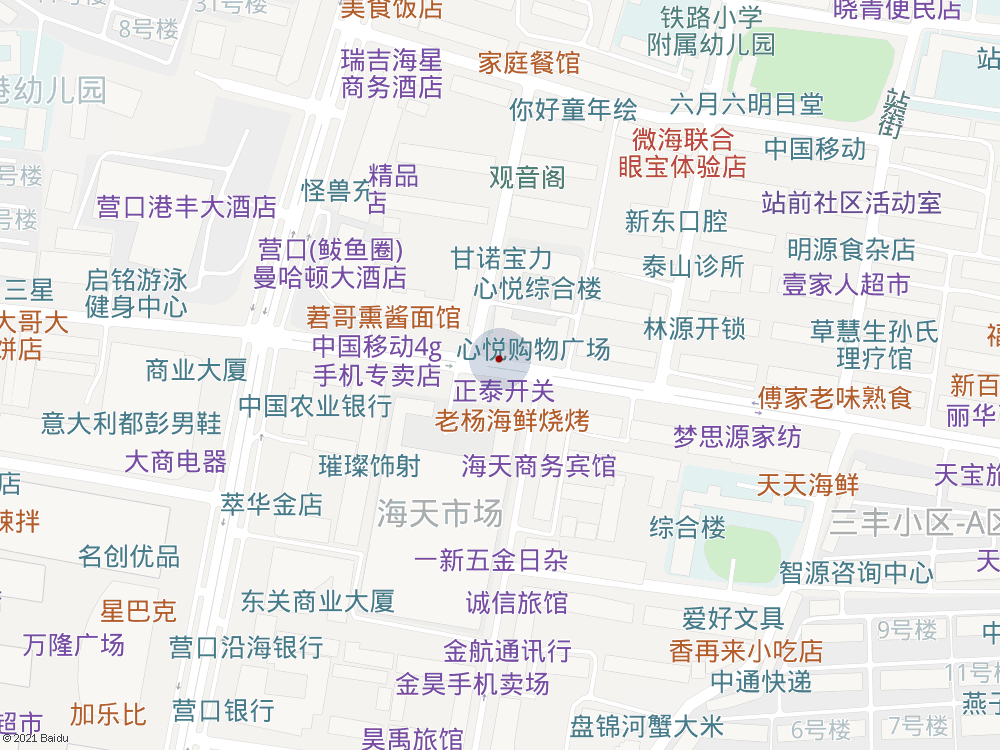 31号楼
8号楼
美食饭店
铁路小学
附属幼儿园
晓青便民店
瑞吉海星
商务酒店
家庭餐馆
站
港幼儿园
你好童年绘
六月六明目堂
站
街
微海联合
眼宝体验店
中国移动
号楼
怪兽充
精品
店
观音阁
营口港丰大酒店
站前社区活动室
号楼
新东口腔
营口(鲅鱼圈)
曼哈顿大酒店
甘诺宝力
明源食杂店
泰山诊所
启铭游泳
健身中心
三星
心悦综合楼
壹家人超市
大哥大
饼店
碁哥熏酱面馆
林源开锁
草慧生孙氏
理疗馆
福
中国移动4g
手机专卖店
心悦购物广场
商业大厦
正泰开关
新百
傅家老味熟食
中国农业银行
意大利都彭男鞋
老杨海鲜烧烤
丽华
梦思源家纺
大商电器
璀璨饰射
海天商务宾馆
天宝旅
店
天天海鲜
萃华金店
海天市场
三丰小区-A区
辣拌
综合楼
名创优品
一新五金日杂
天
智源咨询中心
星巴克
东关商业大厦
诚信旅馆
爱好文具
9号楼
中
万隆广场
营口沿海银行
金航通讯行
香再来小吃店
11号楼
金昊手机卖场
中通快递
燕子
加乐比
营口银行
超市
盘锦河蟹大米
6号楼
7号楼
昊禹旅馆
© 2021 Baidu